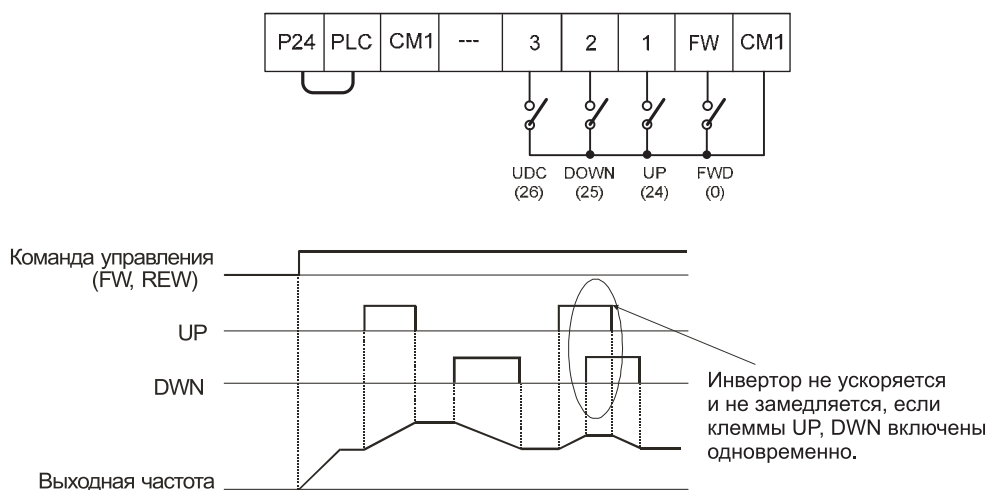 P24 PLC CM1 --- 3 2 1 FW CM1
UDC DOWN UP FWD
(26) (25) (24) (0)
Команда управления
(FW, REW)
UP
DWN
Выходная частота
Инвертор не ускоряется
и не замедляется, если
клеммы UP, DWN включены
одновременно.